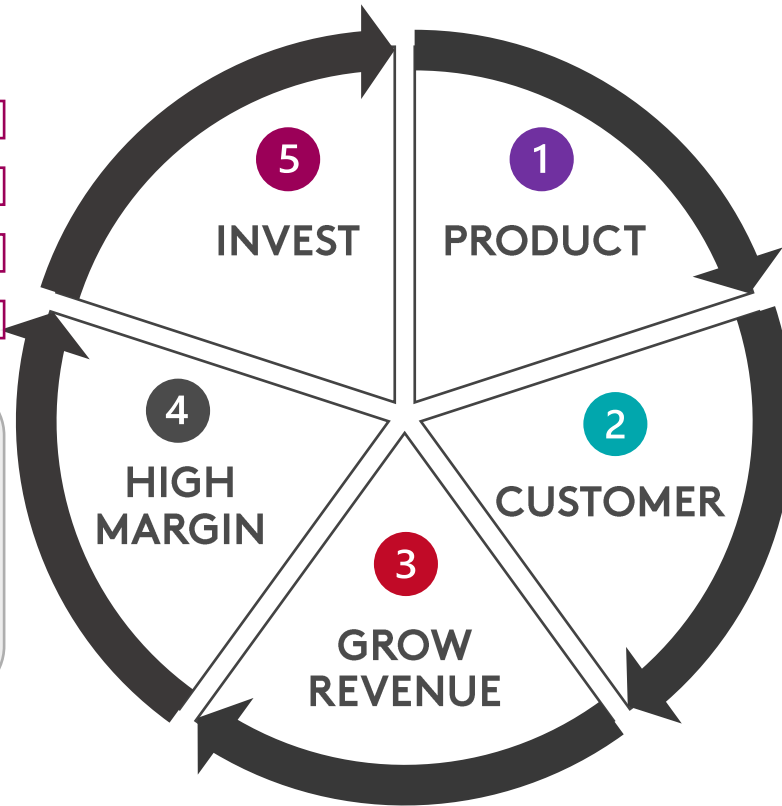 1
PRODUCT
2
CUSTOMER
3
GROW
REVENUE
4
HIGH
MARGIN
5
INVEST